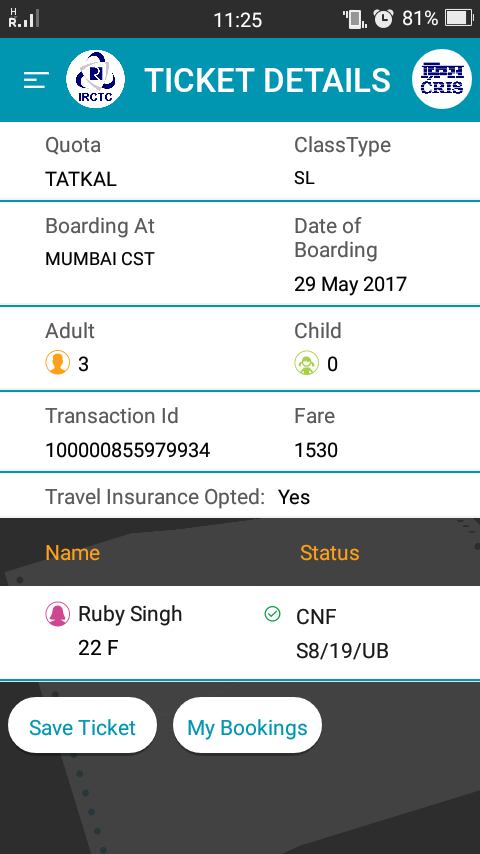 H
R
11:25
81%
IRCTC
TICKET DETAILS
CRIS
Quota
ClassType
TATKAL
SL
Boarding At
Date of
Boarding
MUMBAI CST
29 May 2017
Adult
Child
3
0
Transaction Id
Fare
100000855979934
1530
Travel Insurance Opted: Yes
Name
Status
Ruby Singh
CNF
22 F
S8/19/UB
Save Ticket
My Bookings